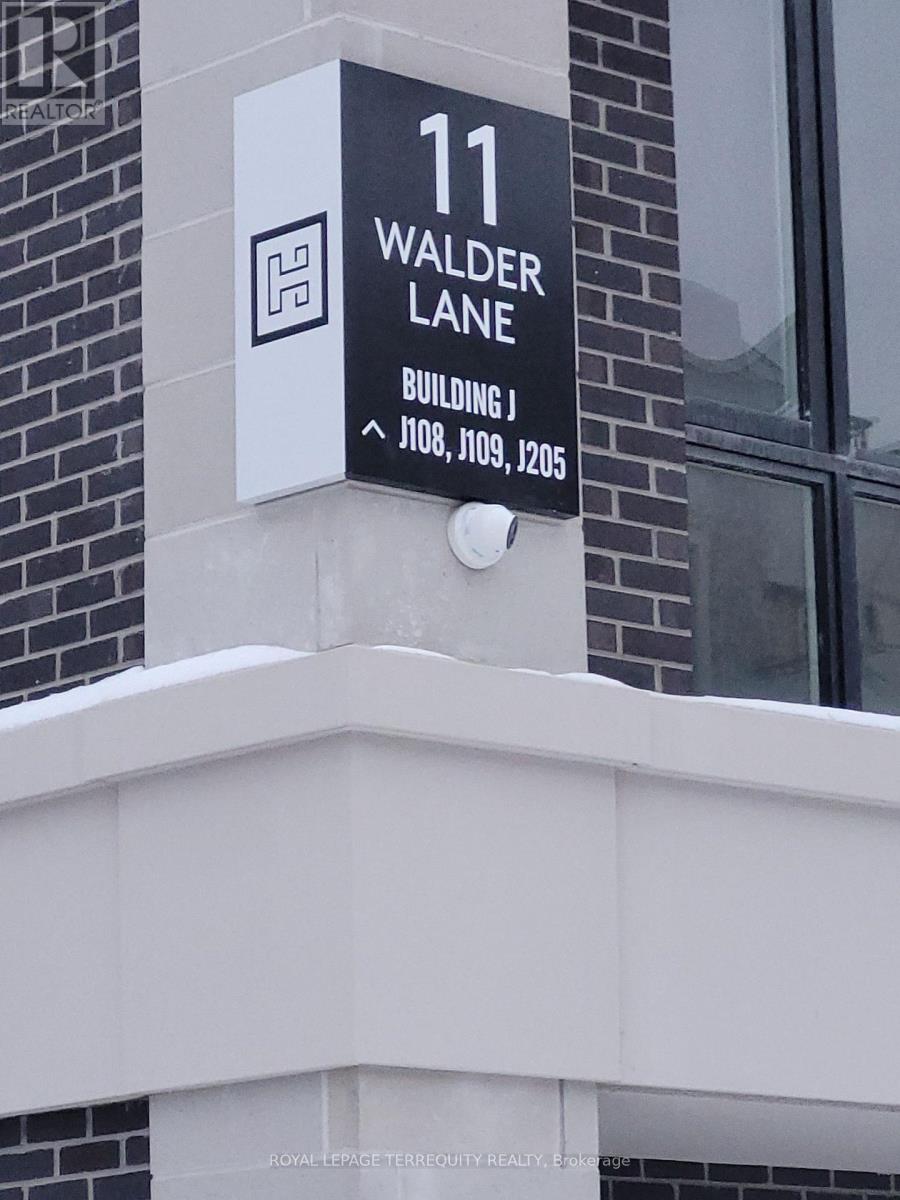 REALTOR®
11
WALDER
LANE
BUILDING J
^ J108, J109, J205
ROYAL LEPAGE TERREQUITY REALTY, Brokerage